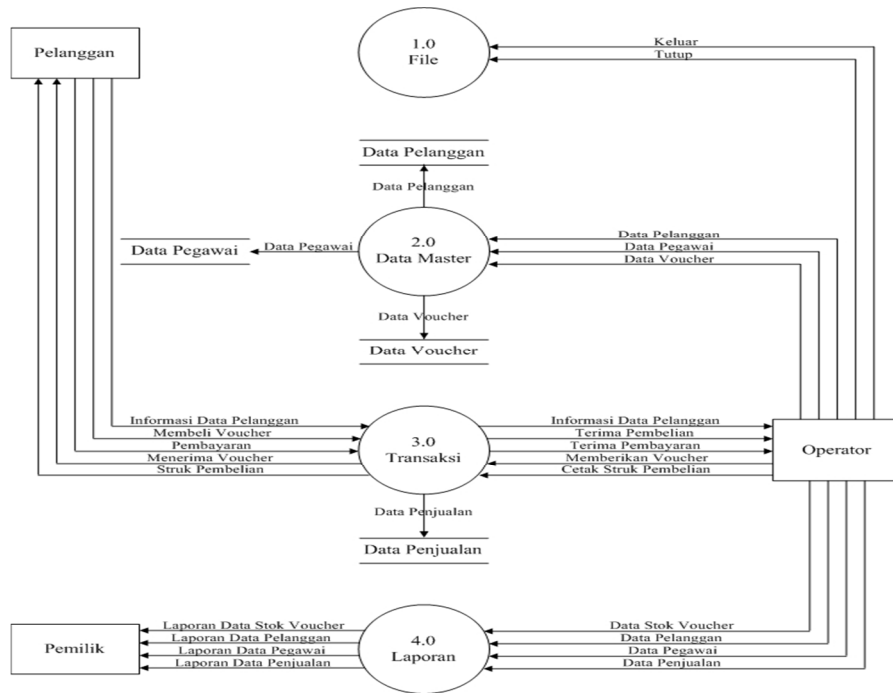 Pelanggan
1.0
File
Keluar
Tutup
Data Pelanggan
Data Pelanggan
Data Pegawai
Data Pegawai
2.0
Data Master
Data Pelanggan
Data Pegawai
Data Voucher
Data Voucher
Data Voucher
Informasi Data Pelanggan
Membeli Voucher
Pembayaran
Menerima Voucher
Struk Pembelian
3.0
Transaksi
Informasi Data Pelanggan
Terima Pembelian
Terima Pembayaran
Memberikan Voucher
Cetak Struk Pembelian
Operator
Data Penjualan
Data Penjualan
Pemilik
Laporan Data Stok Voucher
Laporan Data Pelanggan
Laporan Data Pegawai
Laporan Data Penjualan
4.0
Laporan
Data Stok Voucher
Data Pelanggan
Data Pegawai
Data Penjualan